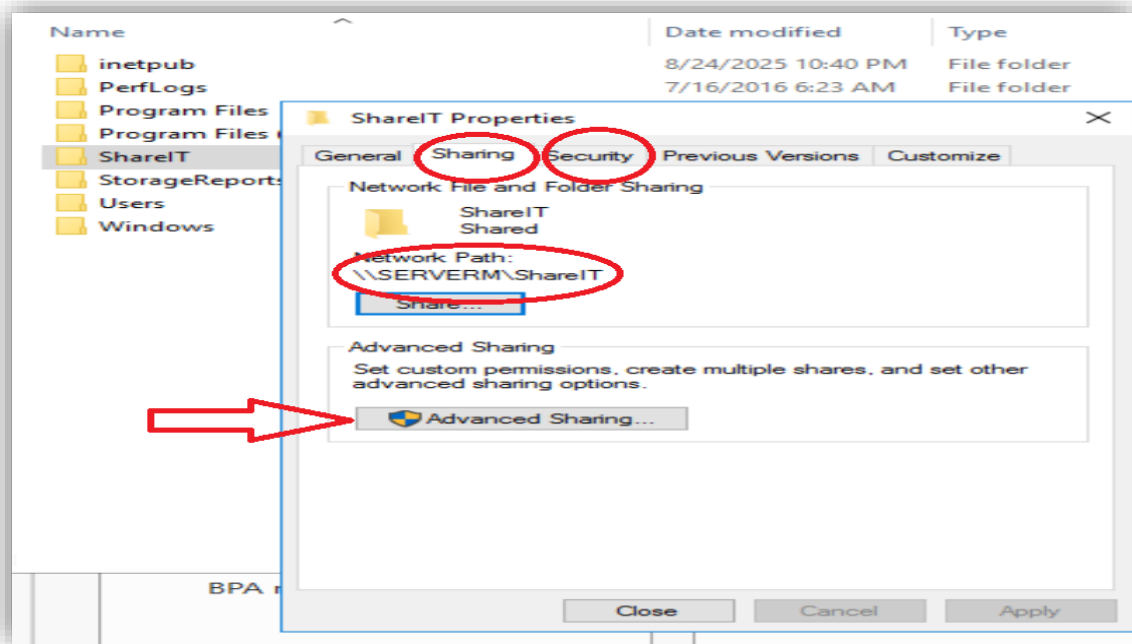 Name Date modified Type
inetpub 8/24/2025 10:40 PM File folder
PerfLogs 7/16/2016 6:23 AM File folder
Program Files
Program Files
ShareIT
StorageReports
Users
Windows
ShareIT Properties
General Sharing Security Previous Versions Customize
Network File and Folder Sharing
ShareIT
Shared
Network Path:
\\SERVERM\ShareIT
Share...
Advanced Sharing
Set custom permissions, create multiple shares, and set other
advanced sharing options.
Advanced Sharing...
BPA
Close Cancel Apply